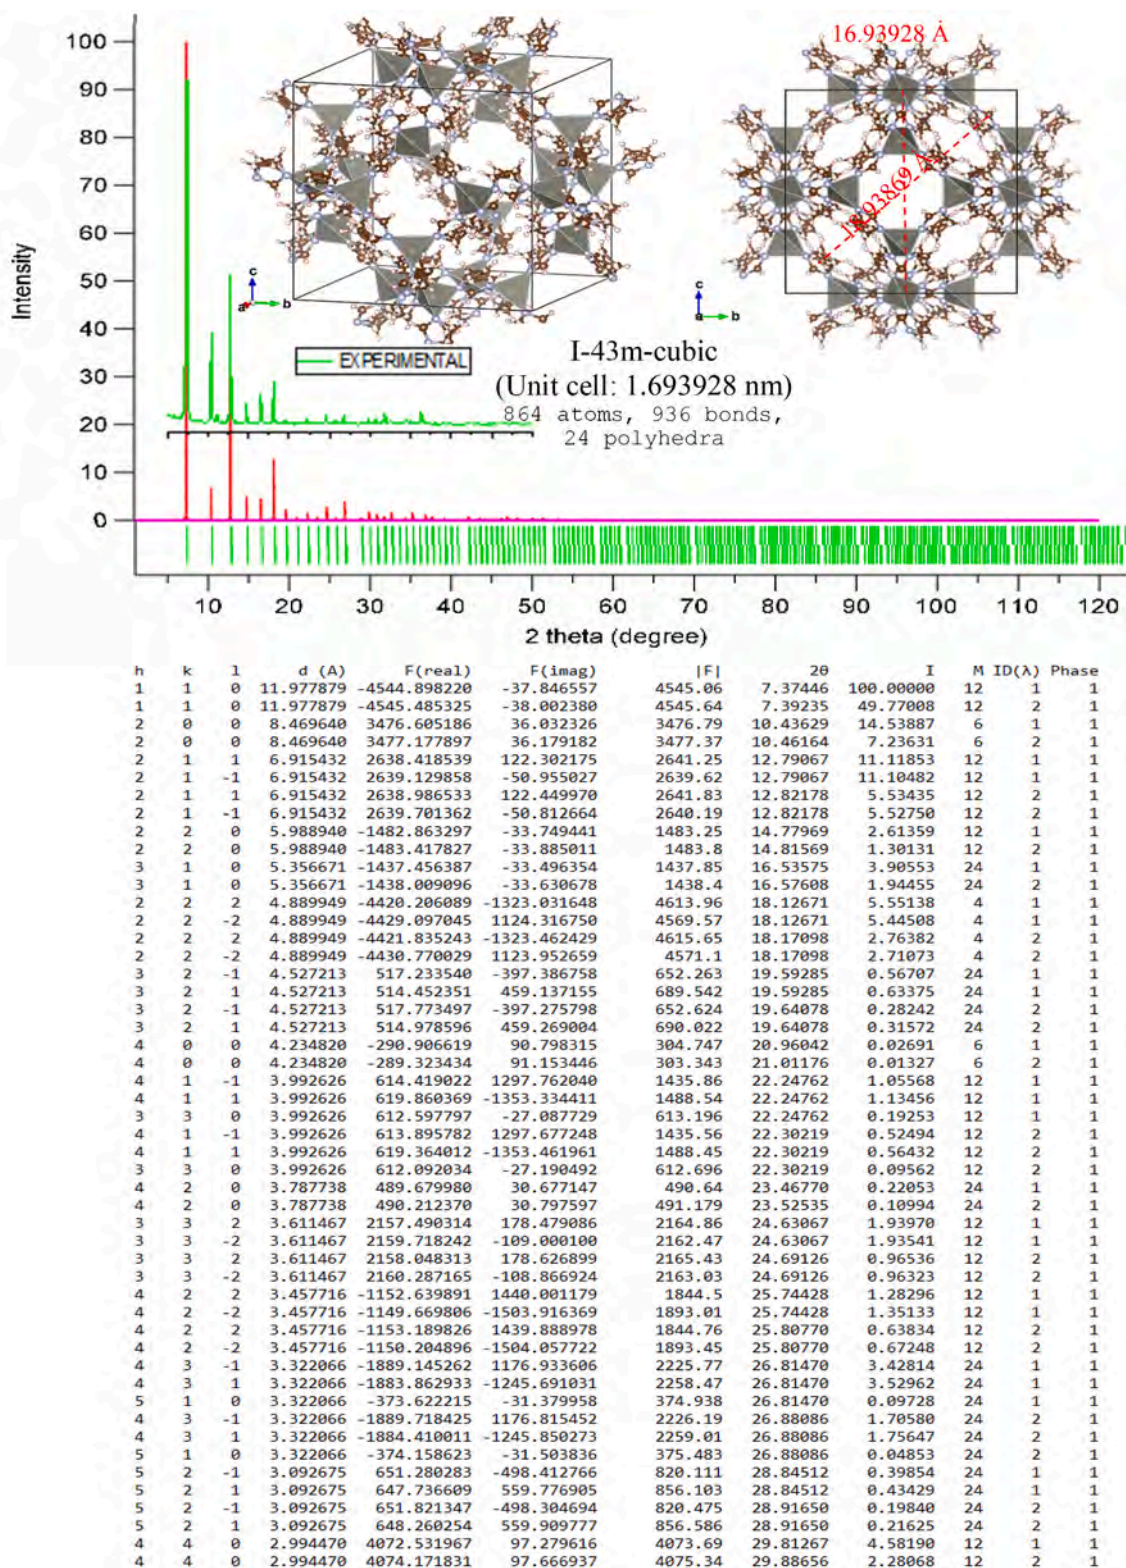 16.93928 Å
100
90
80
70
60
50
40
30
20
10
0
Intensity
c
a
b
c
a
b
EXPERIMENTAL
I-43m-cubic
(Unit cell: 1.693928 nm)
864 atoms, 936 bonds,
24 polyhedra
10 20 30 40 50 60 70 80 90 100 110 120
2 theta (degree)
h k l d (A) F(real) F(imag) |F| 2θ I M ID(λ) Phase
1 1 0 11.977879 -4544.898220 -37.846557 4545.06 7.37446 100.00000 12 1 1
1 1 0 11.977879 -4545.485325 -38.002380 4545.64 7.39235 49.77008 12 2 1
2 0 0 8.469640 3476.605186 36.032326 3476.79 10.43629 14.53887 6 1 1
2 0 0 8.469640 3477.177897 36.179182 3477.37 10.46164 7.23631 6 2 1
2 1 1 6.915432 2638.418539 122.302175 2641.25 12.79067 11.11853 12 1 1
2 1 -1 6.915432 2639.129858 -50.955027 2639.62 12.79067 11.10482 12 1 1
2 1 1 6.915432 2638.986533 122.449970 2641.83 12.82178 5.53435 12 2 1
2 1 -1 6.915432 2639.701362 -50.812664 2640.19 12.82178 5.52750 12 2 1
2 2 0 5.988940 -1482.863297 -33.749441 1483.25 14.77969 2.61359 12 1 1
2 2 0 5.988940 -1483.417827 -33.885011 1483.8 14.81569 1.30131 12 2 1
3 1 0 5.356671 -1437.456387 -33.496354 1437.85 16.53575 3.90553 24 1 1
3 1 0 5.356671 -1438.009096 -33.630678 1438.4 16.57608 1.94455 24 2 1
2 2 2 4.889949 -4420.206089 -1323.031648 4613.96 18.12671 5.55138 4 1 1
2 2 -2 4.889949 -4429.097045 1124.316750 4569.57 18.12671 5.44508 4 1 1
2 2 2 4.889949 -4421.835243 -1323.462429 4615.65 18.17098 2.76382 4 2 1
2 2 -2 4.889949 -4430.770029 1123.952659 4571.1 18.17098 2.71073 4 2 1
3 2 -1 4.527213 517.233540 -397.386758 652.263 19.59285 0.56707 24 1 1
3 2 1 4.527213 514.452351 459.137155 689.542 19.59285 0.63375 24 1 1
3 2 -1 4.527213 517.773497 -397.275798 652.624 19.64078 0.28242 24 2 1
3 2 1 4.527213 514.978596 459.269004 690.022 19.64078 0.31572 24 2 1
4 0 0 4.234820 -290.906619 90.798315 304.747 20.96042 0.02691 6 1 1
4 0 0 4.234820 -289.323434 91.153446 303.343 21.01176 0.01327 6 2 1
4 1 -1 3.992626 614.419022 1297.762040 1435.86 22.24762 1.05568 12 1 1
4 1 1 3.992626 619.860369 -1353.334411 1488.54 22.24762 1.13456 12 1 1
3 3 0 3.992626 612.597797 -27.087729 613.196 22.24762 0.19253 12 1 1
4 1 -1 3.992626 613.895782 1297.677248 1435.56 22.30219 0.52494 12 2 1
4 1 1 3.992626 619.364012 -1353.461961 1488.45 22.30219 0.56432 12 2 1
3 3 0 3.992626 612.092034 -27.190492 612.696 22.30219 0.09562 12 2 1
4 2 0 3.787738 489.679980 30.677147 490.64 23.46770 0.22053 24 1 1
4 2 0 3.787738 490.212370 30.797597 491.179 23.52535 0.10994 24 2 1
3 3 2 3.611467 2157.490314 178.479086 2164.86 24.63067 1.93970 12 1 1
3 3 -2 3.611467 2159.718242 -109.000100 2162.47 24.63067 1.93541 12 1 1
3 3 2 3.611467 2158.048313 178.626899 2165.43 24.69126 0.96536 12 2 1
3 3 -2 3.611467 2160.287165 -108.866924 2163.03 24.69126 0.96323 12 2 1
4 2 2 3.457716 -1152.639891 1440.001179 1844.5 25.74428 1.28296 12 1 1
4 2 -2 3.457716 -1149.669806 -1503.916369 1893.01 25.74428 1.35133 12 1 1
4 2 2 3.457716 -1153.189826 1439.888978 1844.76 25.80770 0.63834 12 2 1
4 2 -2 3.457716 -1150.204896 -1504.057722 1893.45 25.80770 0.67248 12 2 1
4 3 -1 3.322066 -1889.145262 1176.933606 2225.77 26.81470 3.42814 24 1 1
4 3 1 3.322066 -1883.862933 -1245.691031 2258.47 26.81470 3.52962 24 1 1
5 1 0 3.322066 -373.622215 -31.379958 374.938 26.81470 0.09728 24 1 1
4 3 -1 3.322066 -1889.718425 1176.815452 2226.19 26.88086 1.70580 24 2 1
4 3 1 3.322066 -1884.410011 -1245.850273 2259.01 26.88086 1.75647 24 2 1
5 1 0 3.322066 -374.158623 -31.503836 375.483 26.88086 0.04853 24 2 1
5 2 -1 3.092675 651.280283 -498.412766 820.111 28.84512 0.39854 24 1 1
5 2 1 3.092675 647.736609 559.776905 856.103 28.84512 0.43429 24 1 1
5 2 -1 3.092675 651.821347 -498.304694 820.475 28.91650 0.19840 24 2 1
5 2 1 3.092675 648.260254 559.909777 856.586 28.91650 0.21625 24 2 1
4 4 0 2.994470 4072.531967 97.279616 4073.69 29.81267 4.58190 12 1 1
4 4 0 2.994470 4074.171831 97.666937 4075.34 29.88656 2.28068 12 2 1